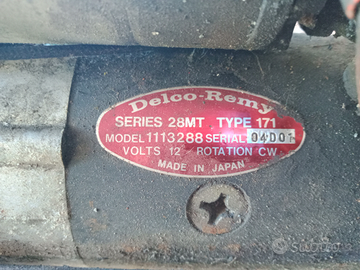 Delco-Remy
SERIES 28MT TYPE 171
MODEL 1113288 SERIAL 04D01
VOLTS 12 ROTATION CW
MADE IN JAPAN